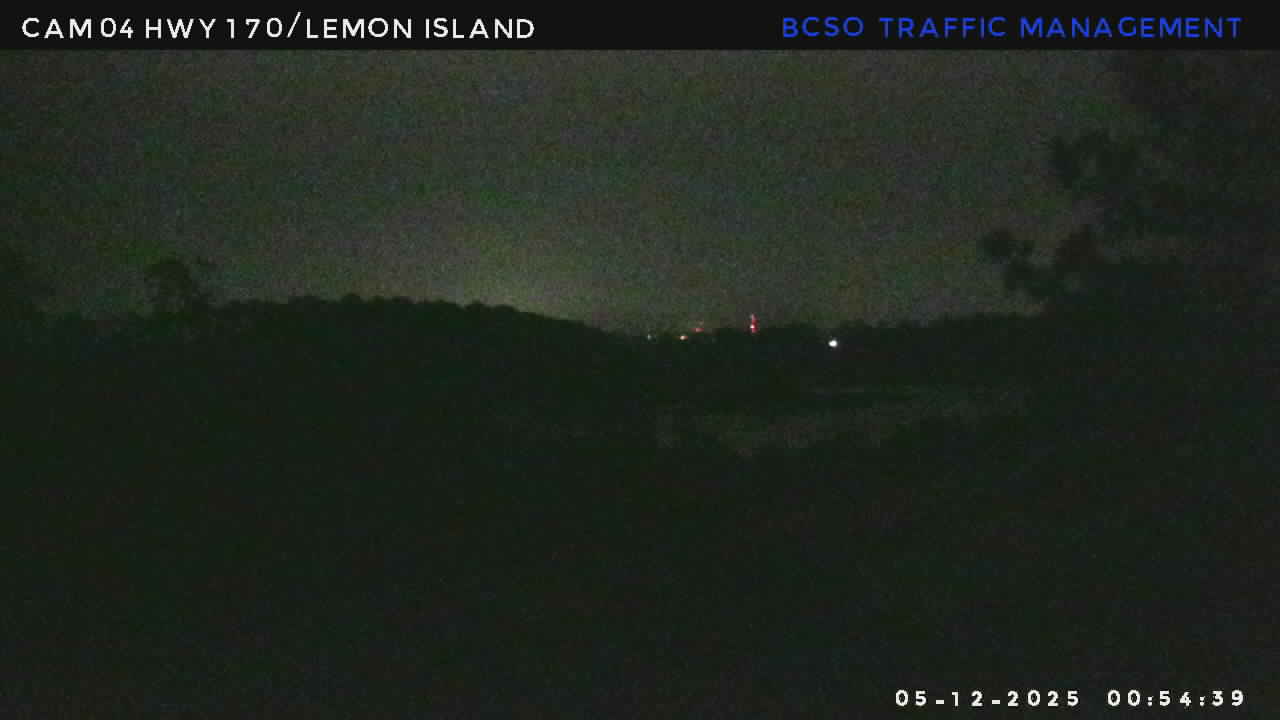 CAM04 HWY 170/LEMON ISLAND
BCSO TRAFFIC MANAGEMENT
05-12-2025 00:54:39